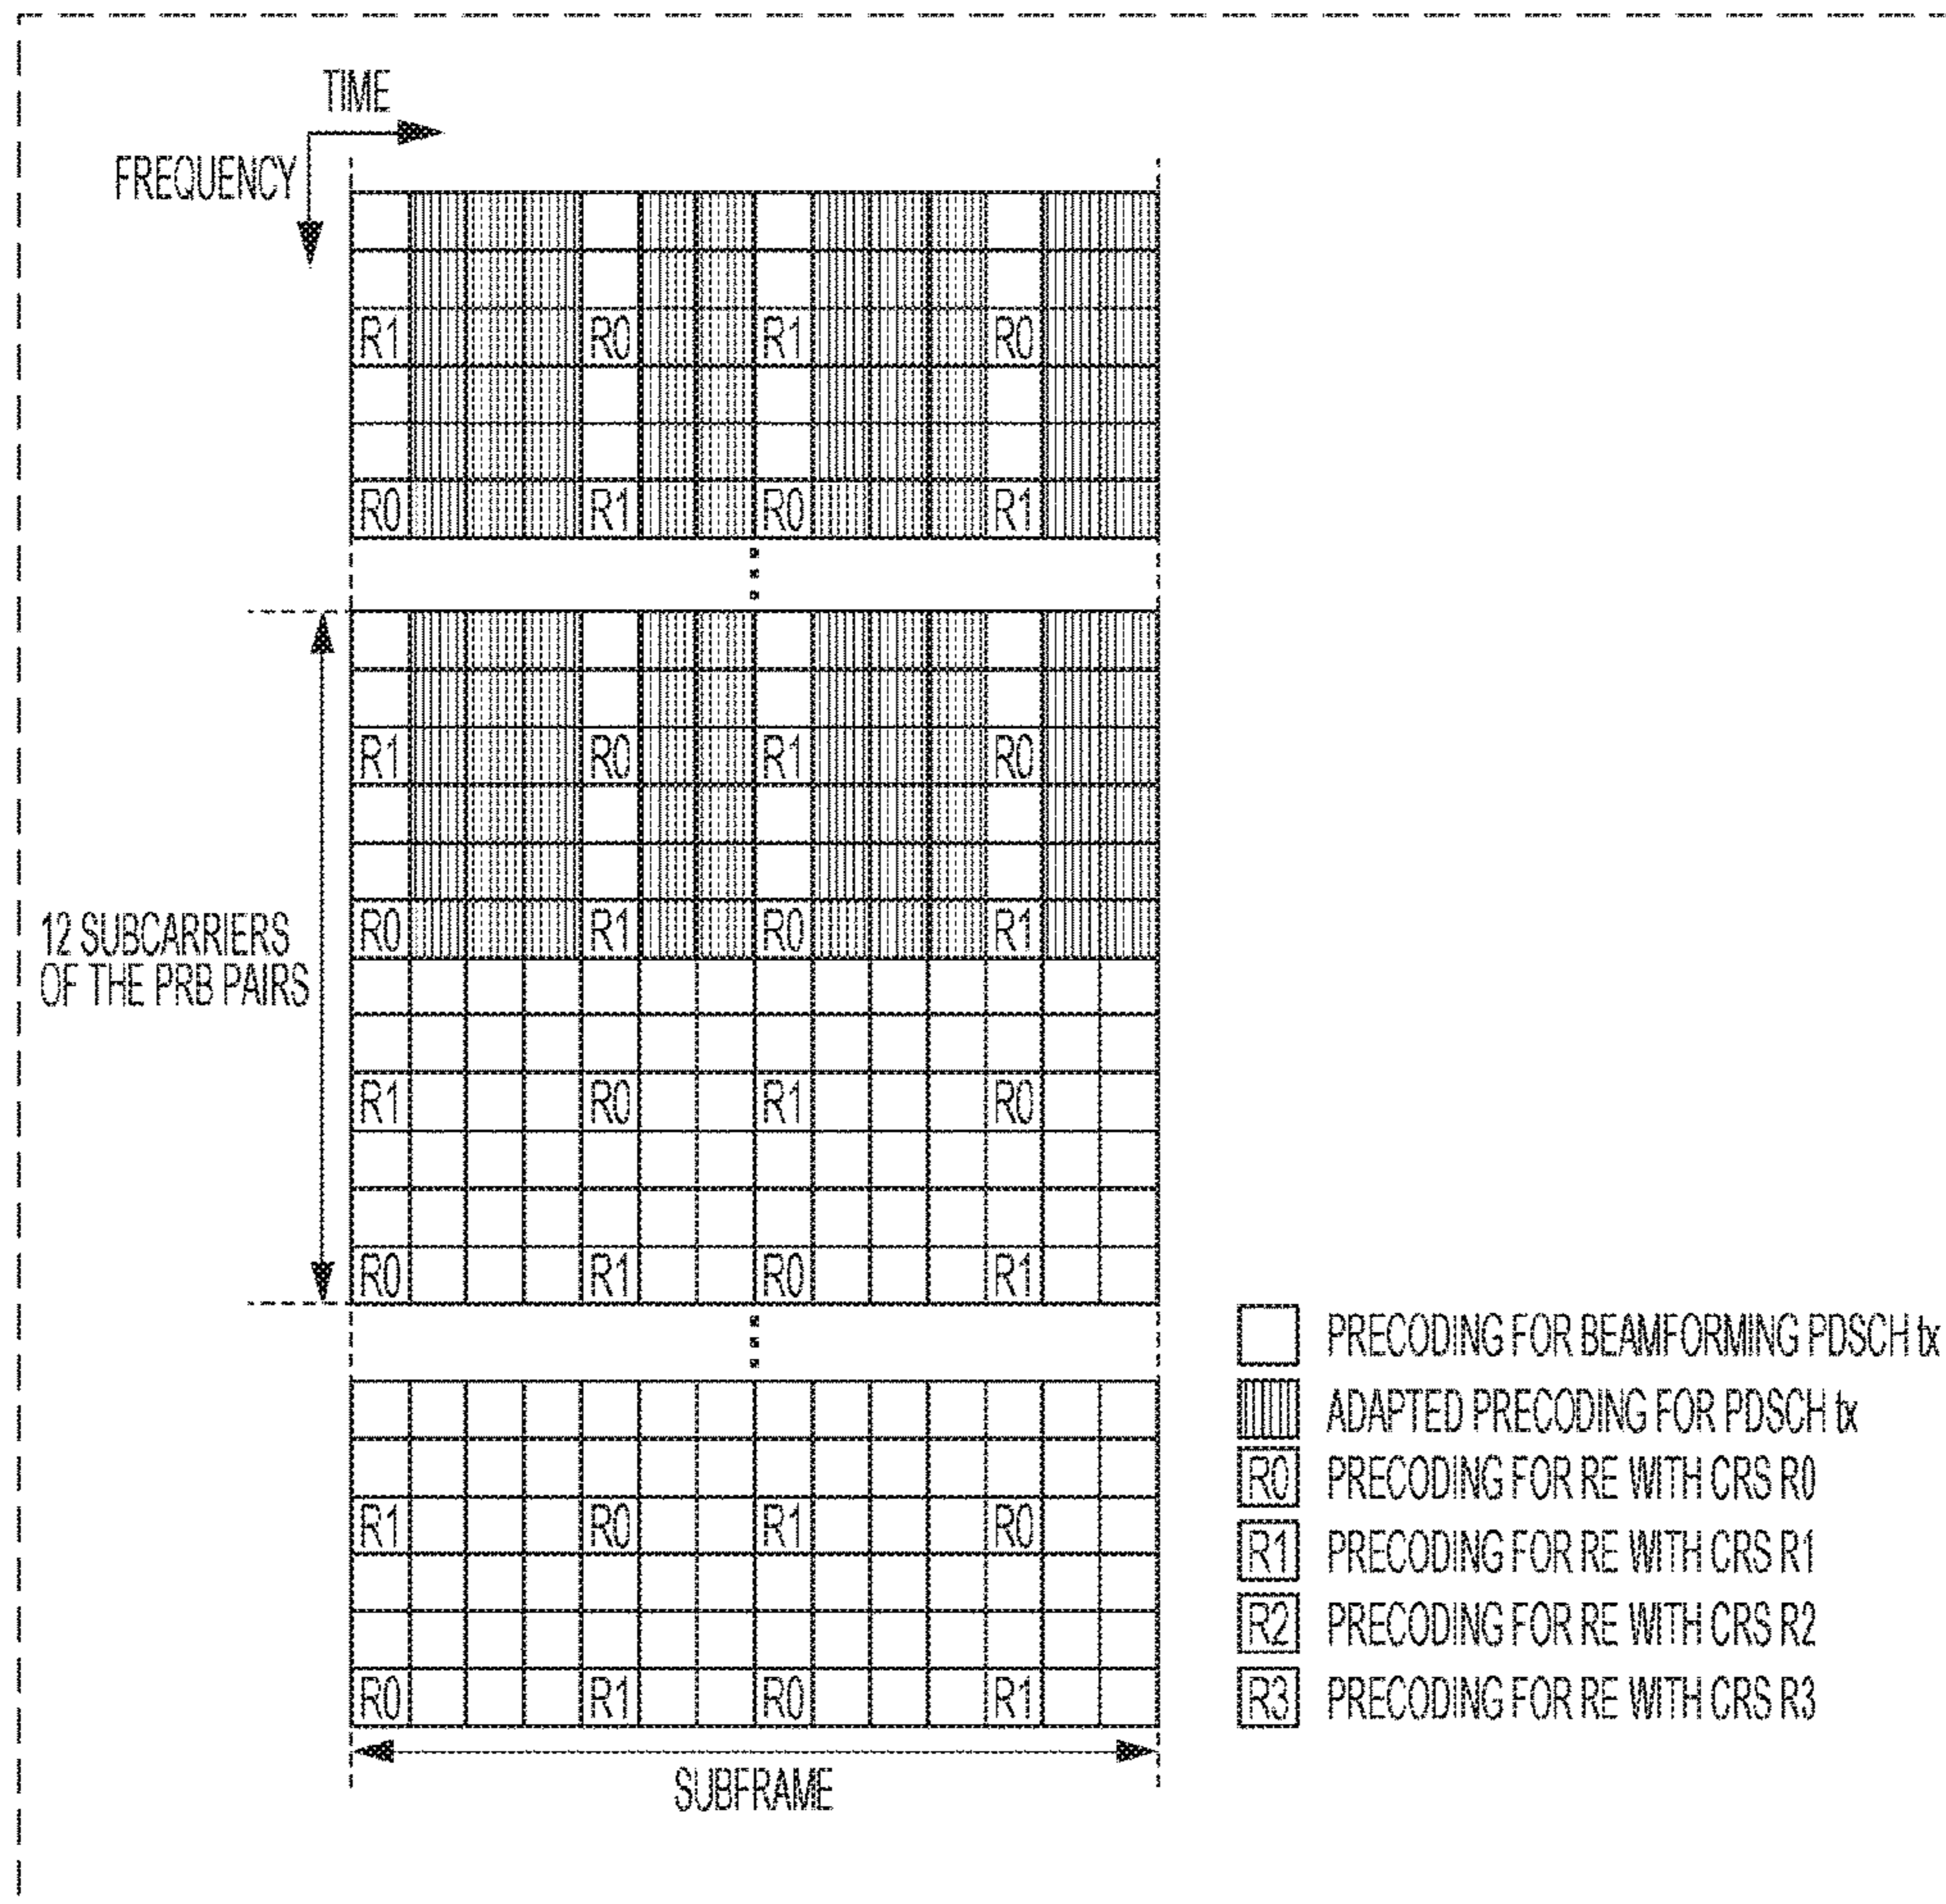 TIME
FREQUENCY
R1 R0 R1 R0
R0 R1 R0 R1
R1 R0 R1 R0
R0 R1 R0 R1
12 SUBCARRIERS
OF THE PRB PAIRS
R1 R0 R1 R0
R0 R1 R0 R1
R1 R0 R1 R0
R0 R1 R0 R1
SUBFRAME
PRECODING FOR BEAMFORMING PDSCH tx
ADAPTED PRECODING FOR PDSCH tx
R0 PRECODING FOR RE WITH CRS R0
R1 PRECODING FOR RE WITH CRS R1
R2 PRECODING FOR RE WITH CRS R2
R3 PRECODING FOR RE WITH CRS R3